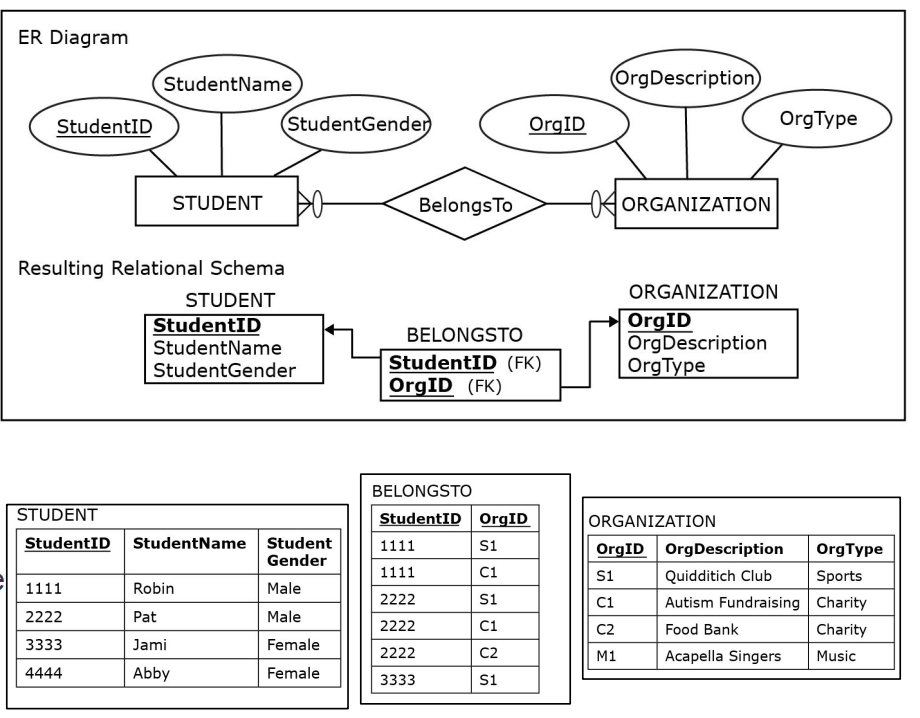 ER Diagram
StudentName
StudentID
StudentGender
OrgDescription
OrgID
OrgType
STUDENT
BelongsTo
ORGANIZATION
Resulting Relational Schema
STUDENT
StudentID
StudentName
StudentGender
BELONGSTO
StudentID (FK)
OrgID (FK)
ORGANIZATION
OrgID
OrgDescription
OrgType
e
STUDENT
StudentID StudentName Student
Gender
1111 Robin Male
2222 Pat Male
3333 Jami Female
4444 Abby Female
BELONGSTO
StudentID OrgID
1111 S1
1111 C1
2222 S1
2222 C1
2222 C2
3333 S1
ORGANIZATION
OrgID OrgDescription OrgType
S1 Quidditich Club Sports
C1 Autism Fundraising Charity
C2 Food Bank Charity
M1 Acapella Singers Music